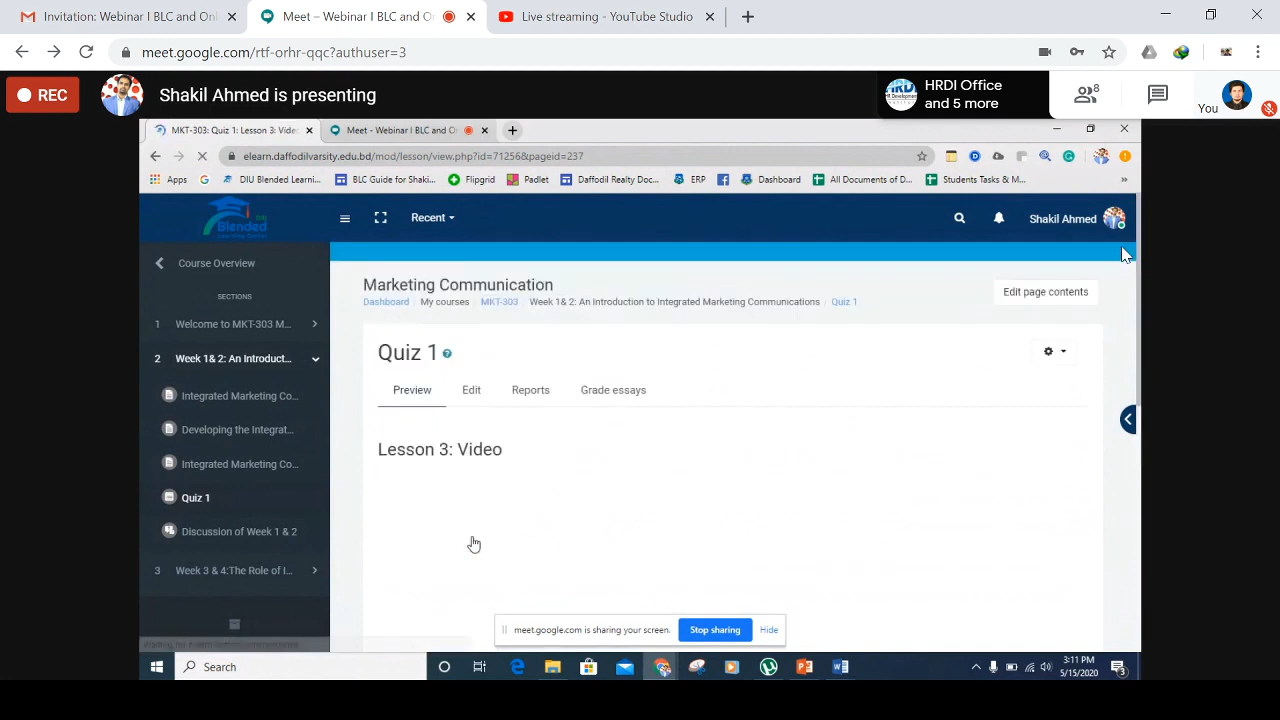 Invitation: Webinar I BLC and Onl
Meet – Webinar I BLC and O
Live streaming - YouTube Studio
meet.google.com/rtf-orhr-qqc?authuser=3
REC
Shakil Ahmed is presenting
HRDI Office
and 5 more
8
You
MKT-303: Quiz 1: Lesson 3: Vide
Meet - Webinar I BLC and O
elearn.daffodilvarsity.edu.bd/mod/lesson/view.php?id=71256&pageid=237
Apps
DIU Blended Learni...
BLC Guide for Shaki...
Flipgrid
Padlet
Daffodil Realty Doc...
ERP
Dashboard
All Documents of D...
Students Tasks & M...
»
DIU
Blended
Recent
Shakil Ahmed
Course Overview
SECTIONS
1 Welcome to MKT-303 M...
2 Week 1& 2: An Introduct...
Integrated Marketing Co...
Developing the Integrat...
Integrated Marketing Co...
Quiz 1
Discussion of Week 1 & 2
3 Week 3 & 4:The Role of I...
Marketing Communication
Dashboard / My courses / MKT-303 / Week 1& 2: An Introduction to Integrated Marketing Communications / Quiz 1
Edit page contents
Quiz 1
Preview
Edit
Reports
Grade essays
Lesson 3: Video
meet.google.com is sharing your screen.
Stop sharing
Hide
Search
3:11 PM
5/15/2020
3